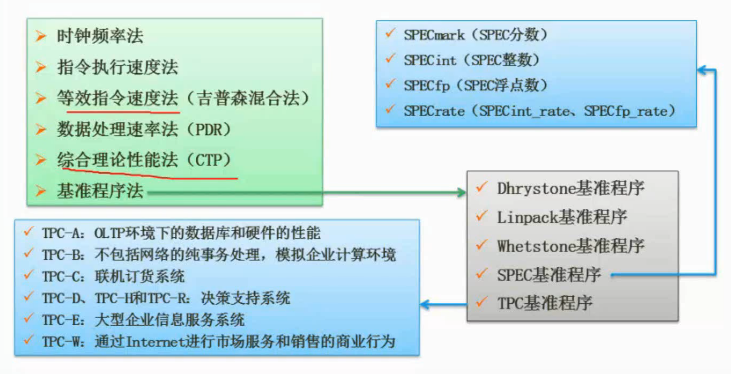 时钟频率法
指令执行速度法
等效指令速度法（吉普森混合法）
数据处理速率法（PDR）
综合理论性能法（CTP）
基准程序法
SPECmark（SPEC分数）
SPECint（SPEC整数）
SPECfp（SPEC浮点数）
SPECrate（SPECint_rate、SPECfp_rate）
Dhrystone基准程序
Linpack基准程序
Whetstone基准程序
SPEC基准程序
TPC基准程序
TPC-A：OLTP环境下的数据库和硬件的性能
TPC-B：不包括网络的纯事务处理，模拟企业计算环境
TPC-C：联机订货系统
TPC-D、TPC-H和TPC-R：决策支持系统
TPC-E：大型企业信息服务系统
TPC-W：通过Internet进行市场服务和销售的商业行为